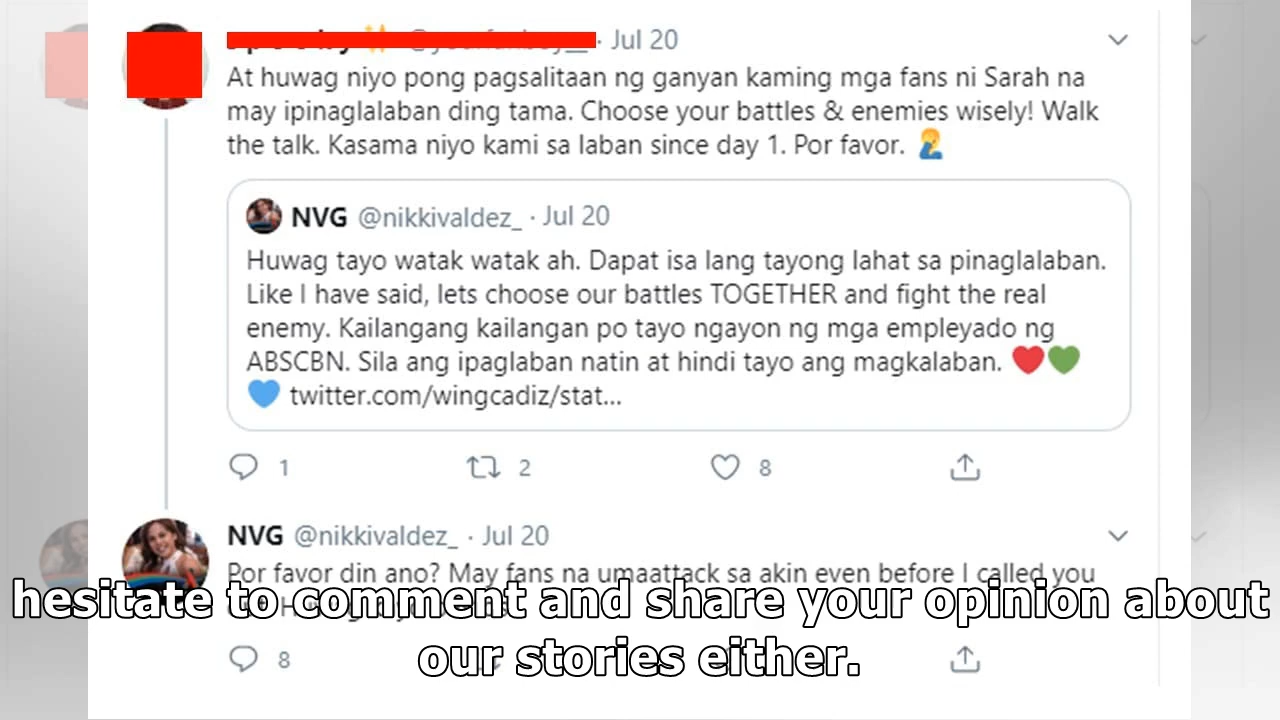 Jul 20
At huwag niyo pong pagsalitaan ng ganyan kaming mga fans ni Sarah na
may ipinaglalaban ding tama. Choose your battles & enemies wisely! Walk
the talk. Kasama niyo kami sa laban since day 1. Por favor. 🤦‍♂️
NVG @nikkivaldez_ · Jul 20
Huwag tayo watak watak ah. Dapat isa lang tayong lahat sa pinaglalaban.
Like I have said, lets choose our battles TOGETHER and fight the real
enemy. Kailangang kailangan po tayo ngayon ng mga empleyado ng
ABSCBN. Sila ang ipaglaban natin at hindi tayo ang magkalaban. ❤️💚
💙 twitter.com/wingcadiz/stat...
1 2 8
NVG @nikkivaldez_ · Jul 20
Por favor din ano? May fans na umaattack sa akin even before I called you
hesitate to comment and share your opinion about
our stories either.
8